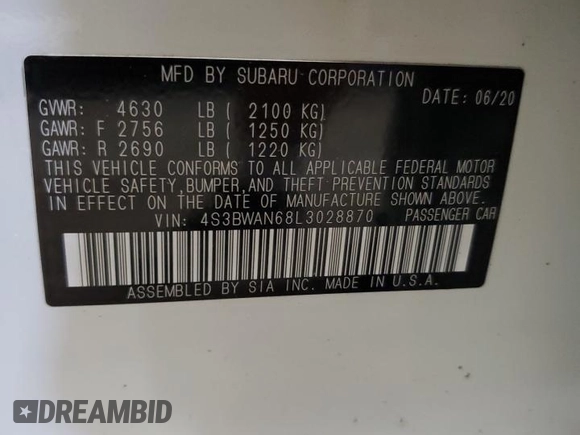 MFD BY SUBARU CORPORATION
DATE: 06/20
GVWR: 4630 LB ( 2100 KG)
GAWR: F 2756 LB ( 1250 KG)
GAWR: R 2690 LB ( 1220 KG)
THIS VEHICLE CONFORMS TO ALL APPLICABLE FEDERAL MOTOR
VEHICLE SAFETY,BUMPER,AND THEFT PREVENTION STANDARDS
IN EFFECT ON THE DATE OF MANUFACTURE SHOWN ABOVE.
VIN: 4S3BWAN68L3028870 PASSENGER CAR
ASSEMBLED BY SIA INC. MADE IN U.S.A.
DREAMBID